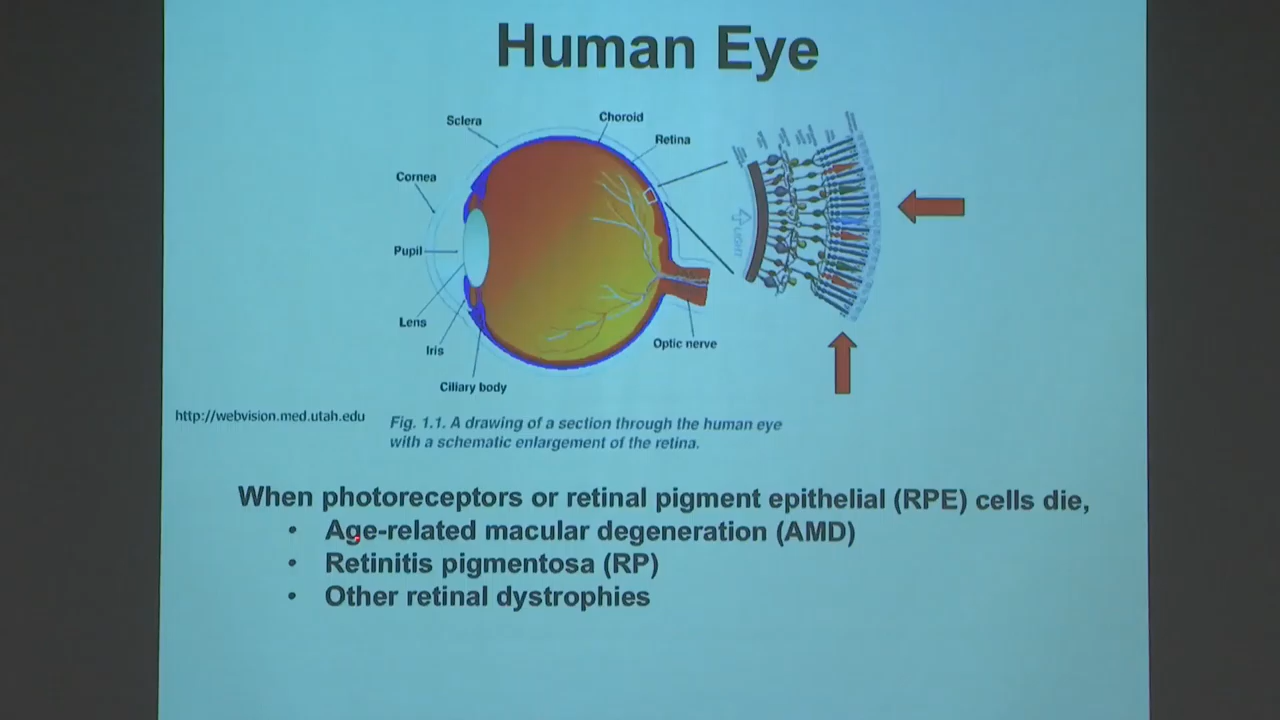 Human Eye
Sclera
Choroid
Retina
Cornea
Pupil
LIGHT
Lens
Iris
Optic nerve
Ciliary body
http://webvision.med.utah.edu
Fig. 1.1. A drawing of a section through the human eye
with a schematic enlargement of the retina.
When photoreceptors or retinal pigment epithelial (RPE) cells die,
• Age-related macular degeneration (AMD)
• Retinitis pigmentosa (RP)
• Other retinal dystrophies